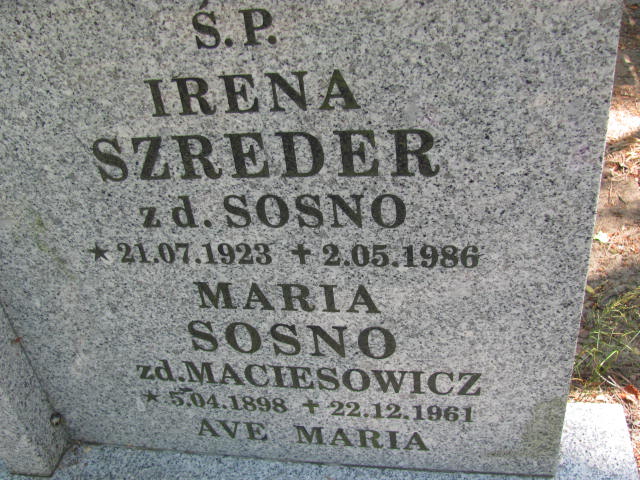 Ś.P.
IRENA
SZREDER
zd. SOSNO
★21.07.1923 ✝2.05.1986
MARIA
SOSNO
zd. MACIESOWICZ
★5.04.1898 ✝22.12.1961
AVE MARIA